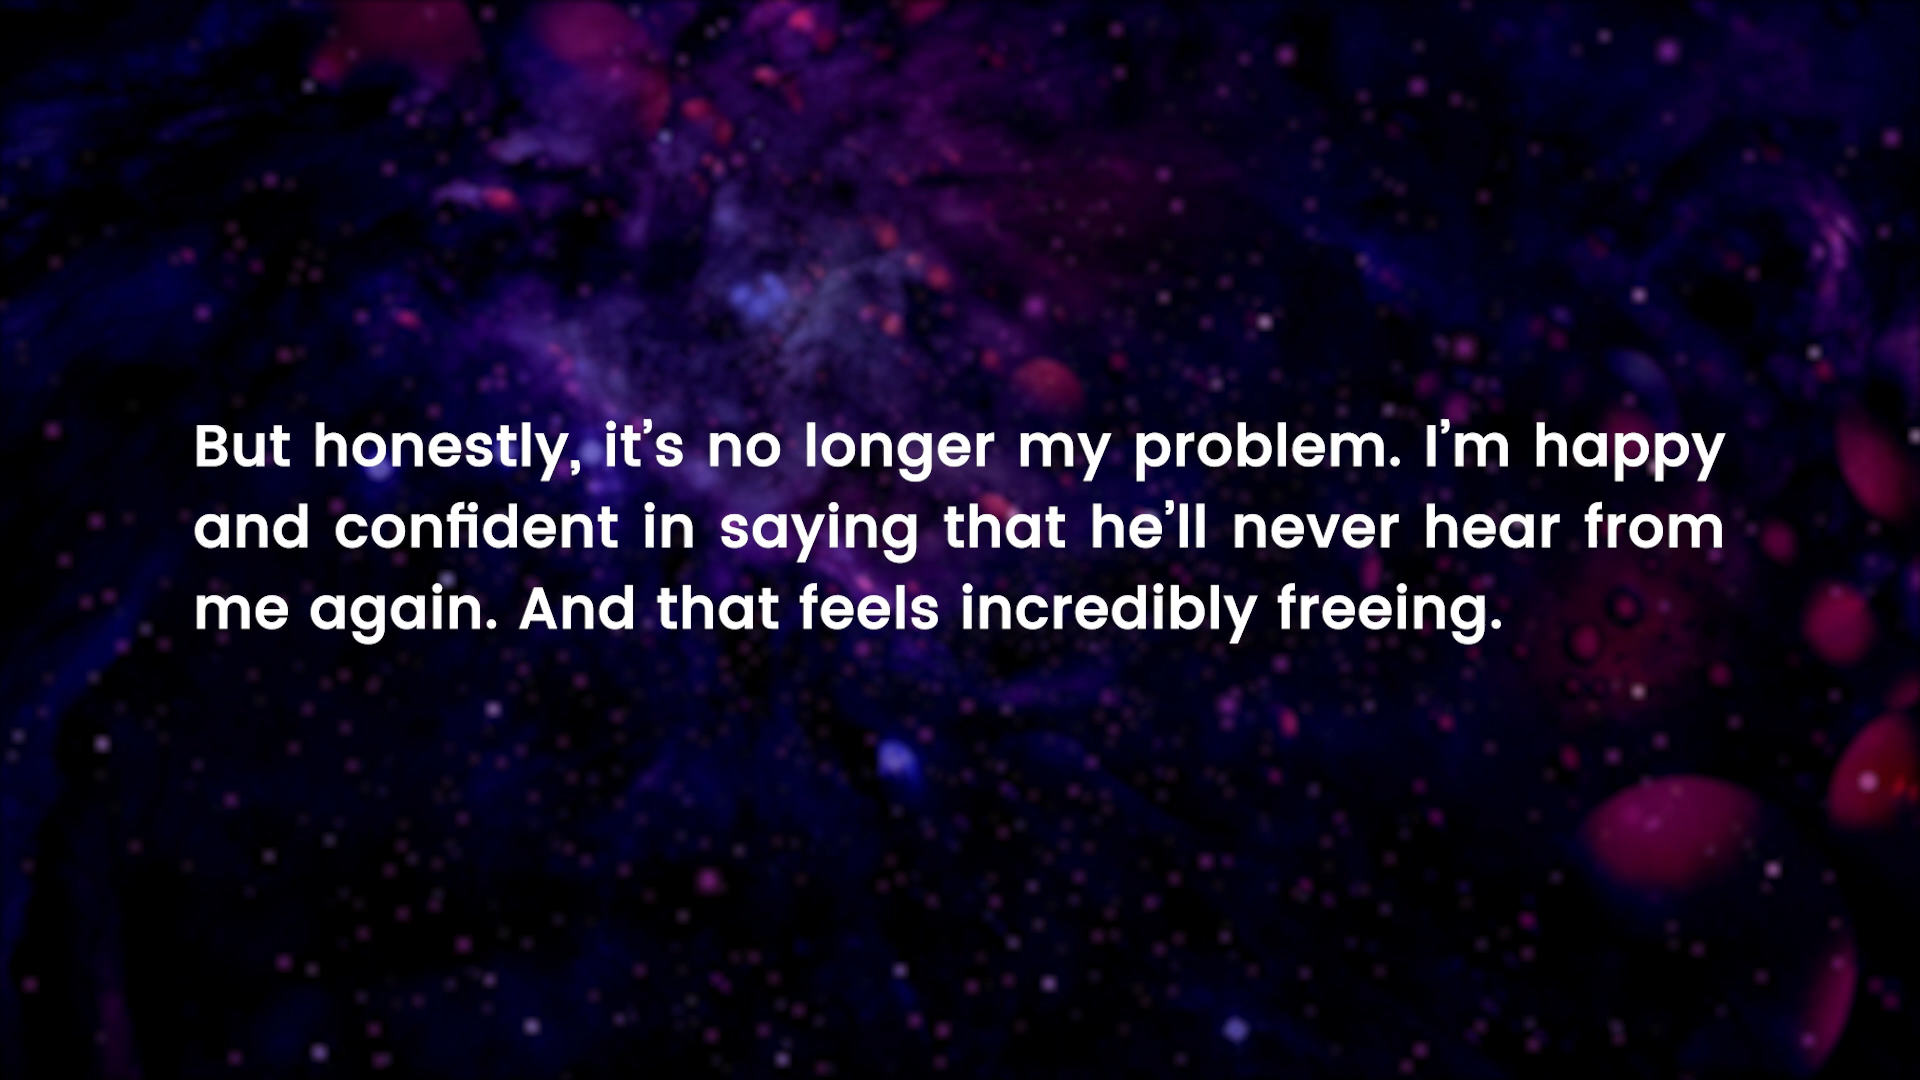 But honestly, it’s no longer my problem. I’m happy
and confident in saying that he’ll never hear from
me again. And that feels incredibly freeing.